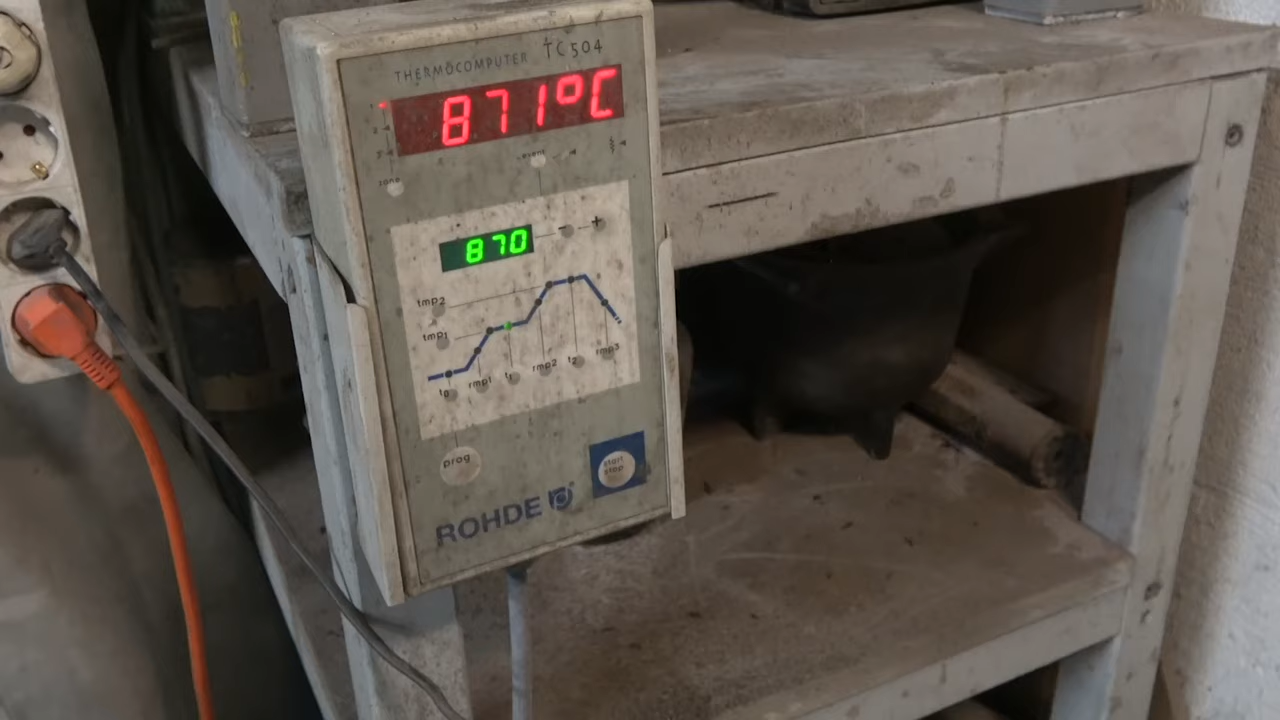 THERMOCOMPUTER TC504
871°C
zone
event
870
- +
tmp2
tmp1
t0 rmp1 t1 rmp2 t2 rmp3
prog
start
stop
ROHDE